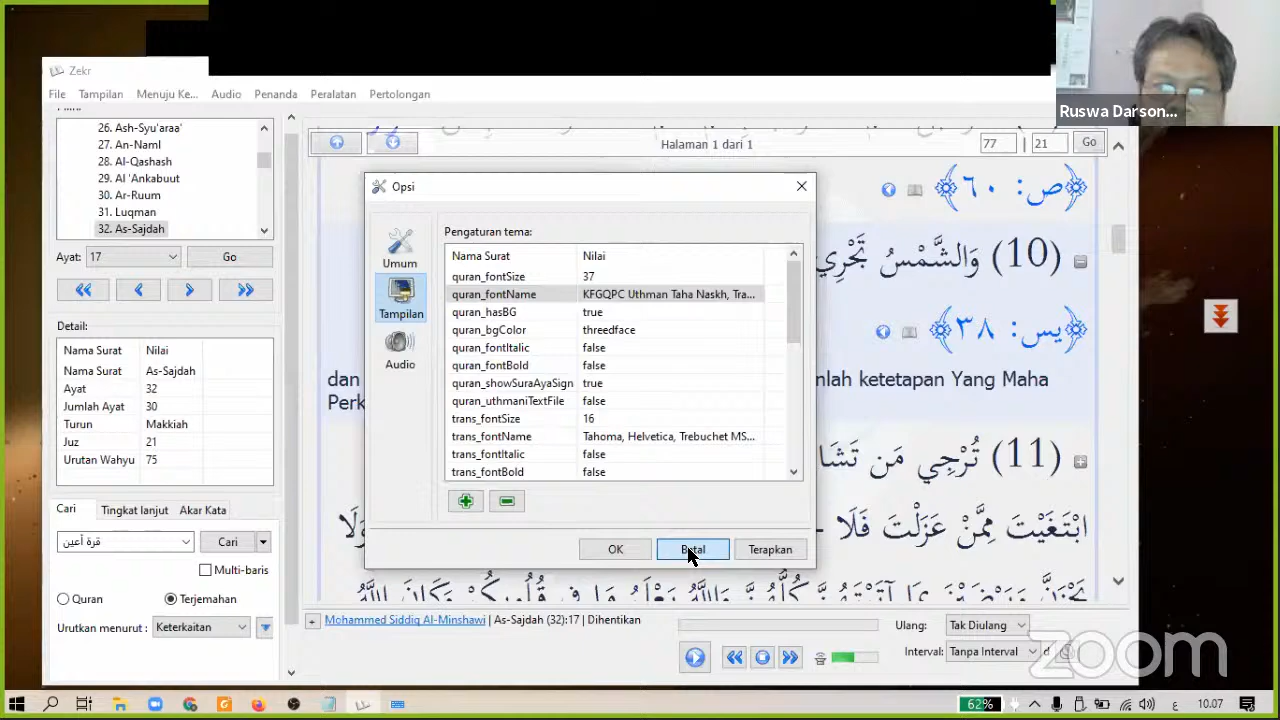 Zekr
File Tampilan Menuju Ke... Audio Penanda Peralatan Pertolongan
Ruswa Darson...
26. Ash-Syu'araa'
27. An-Naml
28. Al-Qashash
29. Al 'Ankabuut
30. Ar-Ruum
31. Luqman
32. As-Sajdah
Ayat: 17 Go
Detail:
Nama Surat Nilai
Nama Surat As-Sajdah
Ayat 32
Jumlah Ayat 30
Turun Makkiah
Juz 21
Urutan Wahyu 75
Cari Tingkat lanjut Akar Kata
قرة أعين Cari
Multi-baris
Quran Terjemahan
Urutkan menurut: Keterkaitan
Halaman 1 dari 1 77 21 Go
﴿ص: ٦٠﴾
(10) وَالشَّمْسُ تَجْرِي
﴿يس: ٣٨﴾
dan
nlah ketetapan Yang Maha
Perk
(11) تُرْجِي مَن تَشَا
ابْتَغَيْتَ مِمَّنْ عَزَلْتَ فَلَا
Opsi
Umum
Tampilan
Audio
Pengaturan tema:
Nama Surat Nilai
quran_fontSize 37
quran_fontName KFGQPC Uthman Taha Naskh, Tra...
quran_hasBG true
quran_bgColor threedface
quran_fontItalic false
quran_fontBold false
quran_showSuraAyaSign true
quran_uthmaniTextFile false
trans_fontSize 16
trans_fontName Tahoma, Helvetica, Trebuchet MS...
trans_fontItalic false
trans_fontBold false
OK Batal Terapkan
Mohammed Siddiq Al-Minshawi | As-Sajdah (32):17 | Dihentikan
Ulang: Tak Diulang
Interval: Tanpa Interval d
zoom
62% ع 10.07